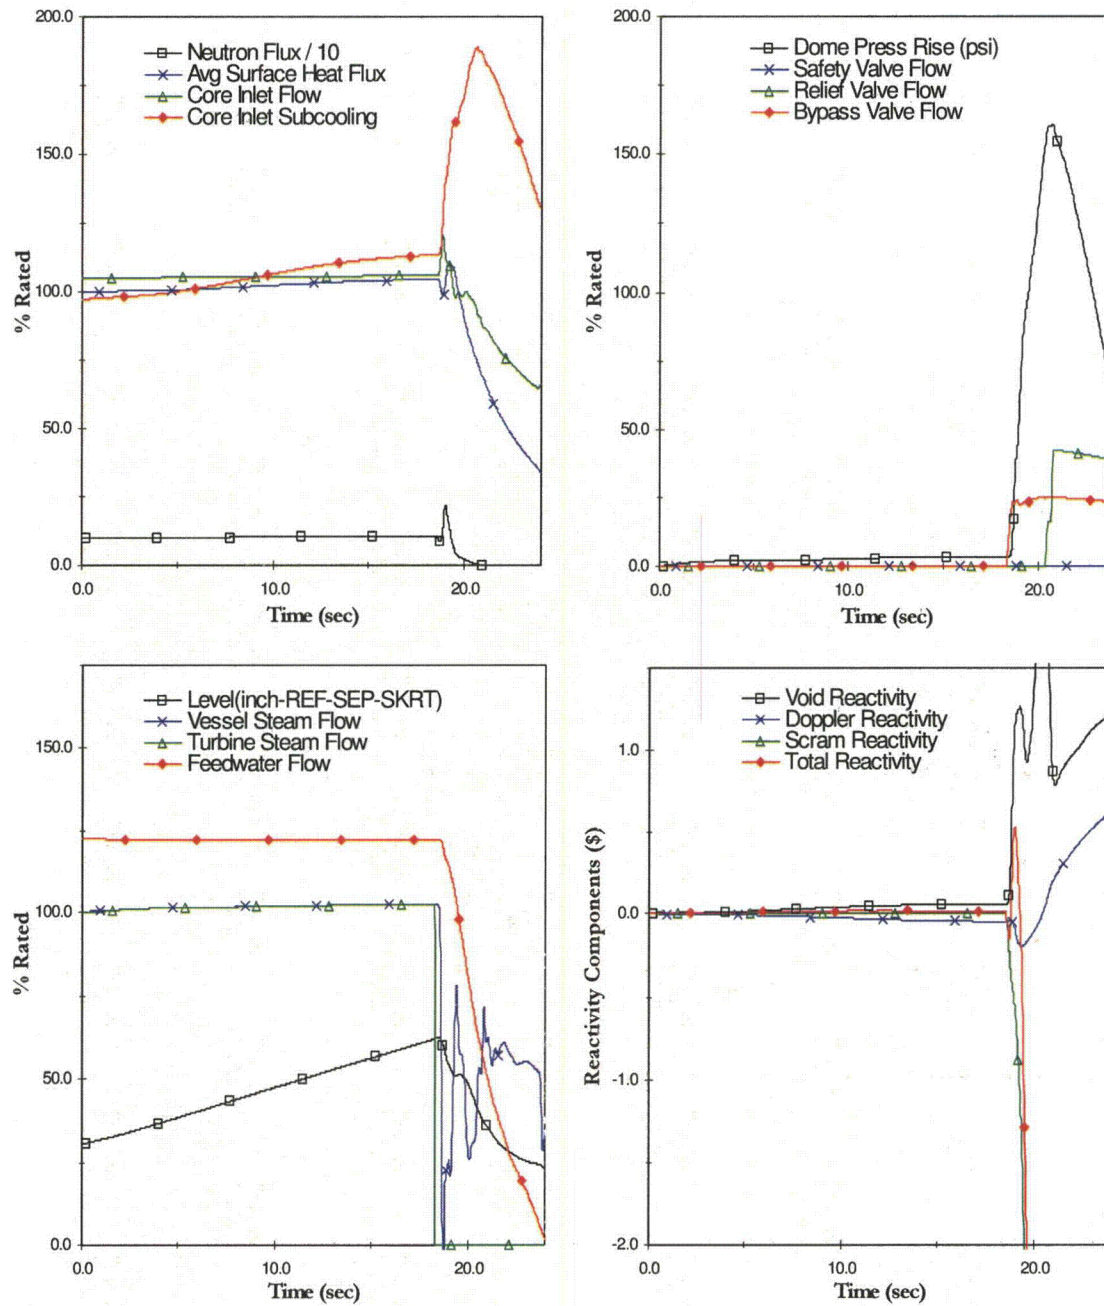 200.0
Neutron Flux / 10
Avg Surface Heat Flux
Core Inlet Flow
Core Inlet Subcooling
150.0
100.0
50.0
0.0
% Rated
0.0
10.0
20.0
Time (sec)
200.0
Dome Press Rise (psi)
Safety Valve Flow
Relief Valve Flow
Bypass Valve Flow
150.0
100.0
50.0
0.0
% Rated
0.0
10.0
20.0
Time (sec)
Level(inch-REF-SEP-SKRT)
Vessel Steam Flow
Turbine Steam Flow
Feedwater Flow
150.0
100.0
50.0
0.0
% Rated
0.0
10.0
20.0
Time (sec)
Void Reactivity
Doppler Reactivity
Scram Reactivity
Total Reactivity
1.0
0.0
-1.0
-2.0
Reactivity Components ($)
0.0
10.0
20.0
Time (sec)